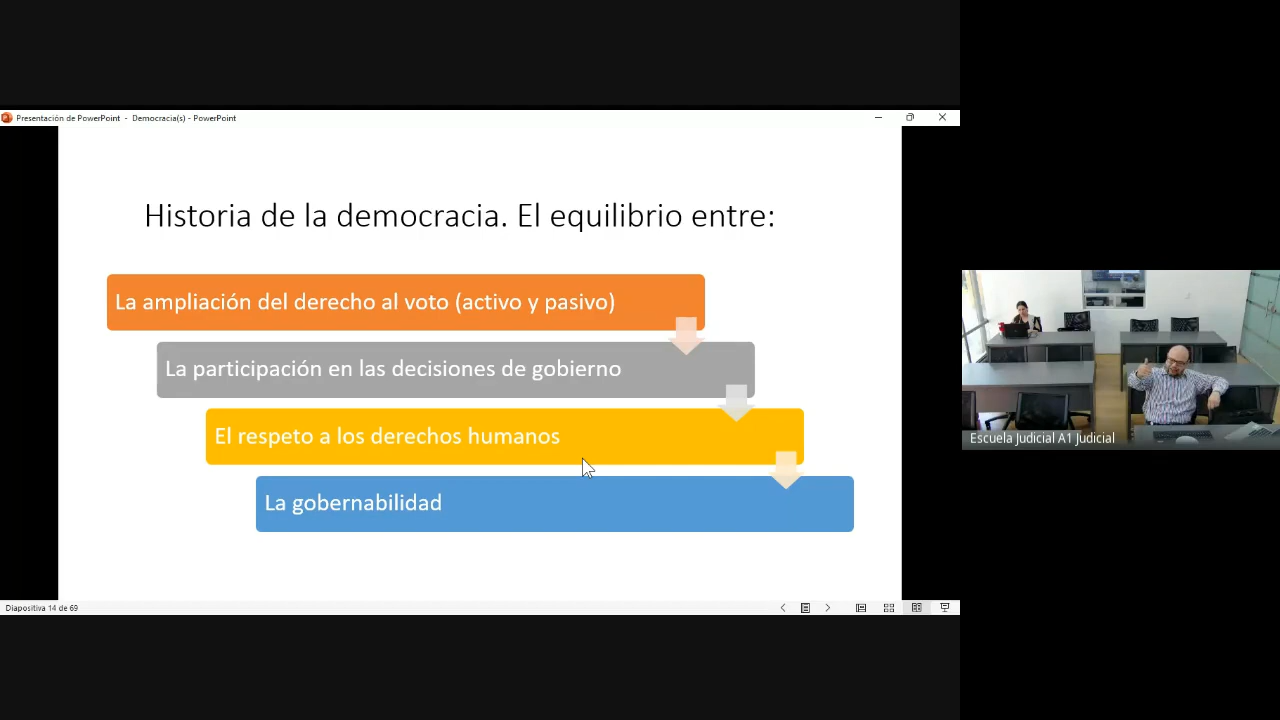 Presentación de PowerPoint - Democracia(s) - PowerPoint
Historia de la democracia. El equilibrio entre:
La ampliación del derecho al voto (activo y pasivo)
La participación en las decisiones de gobierno
El respeto a los derechos humanos
La gobernabilidad
Escuela Judicial A1 Judicial
Diapositiva 14 de 69